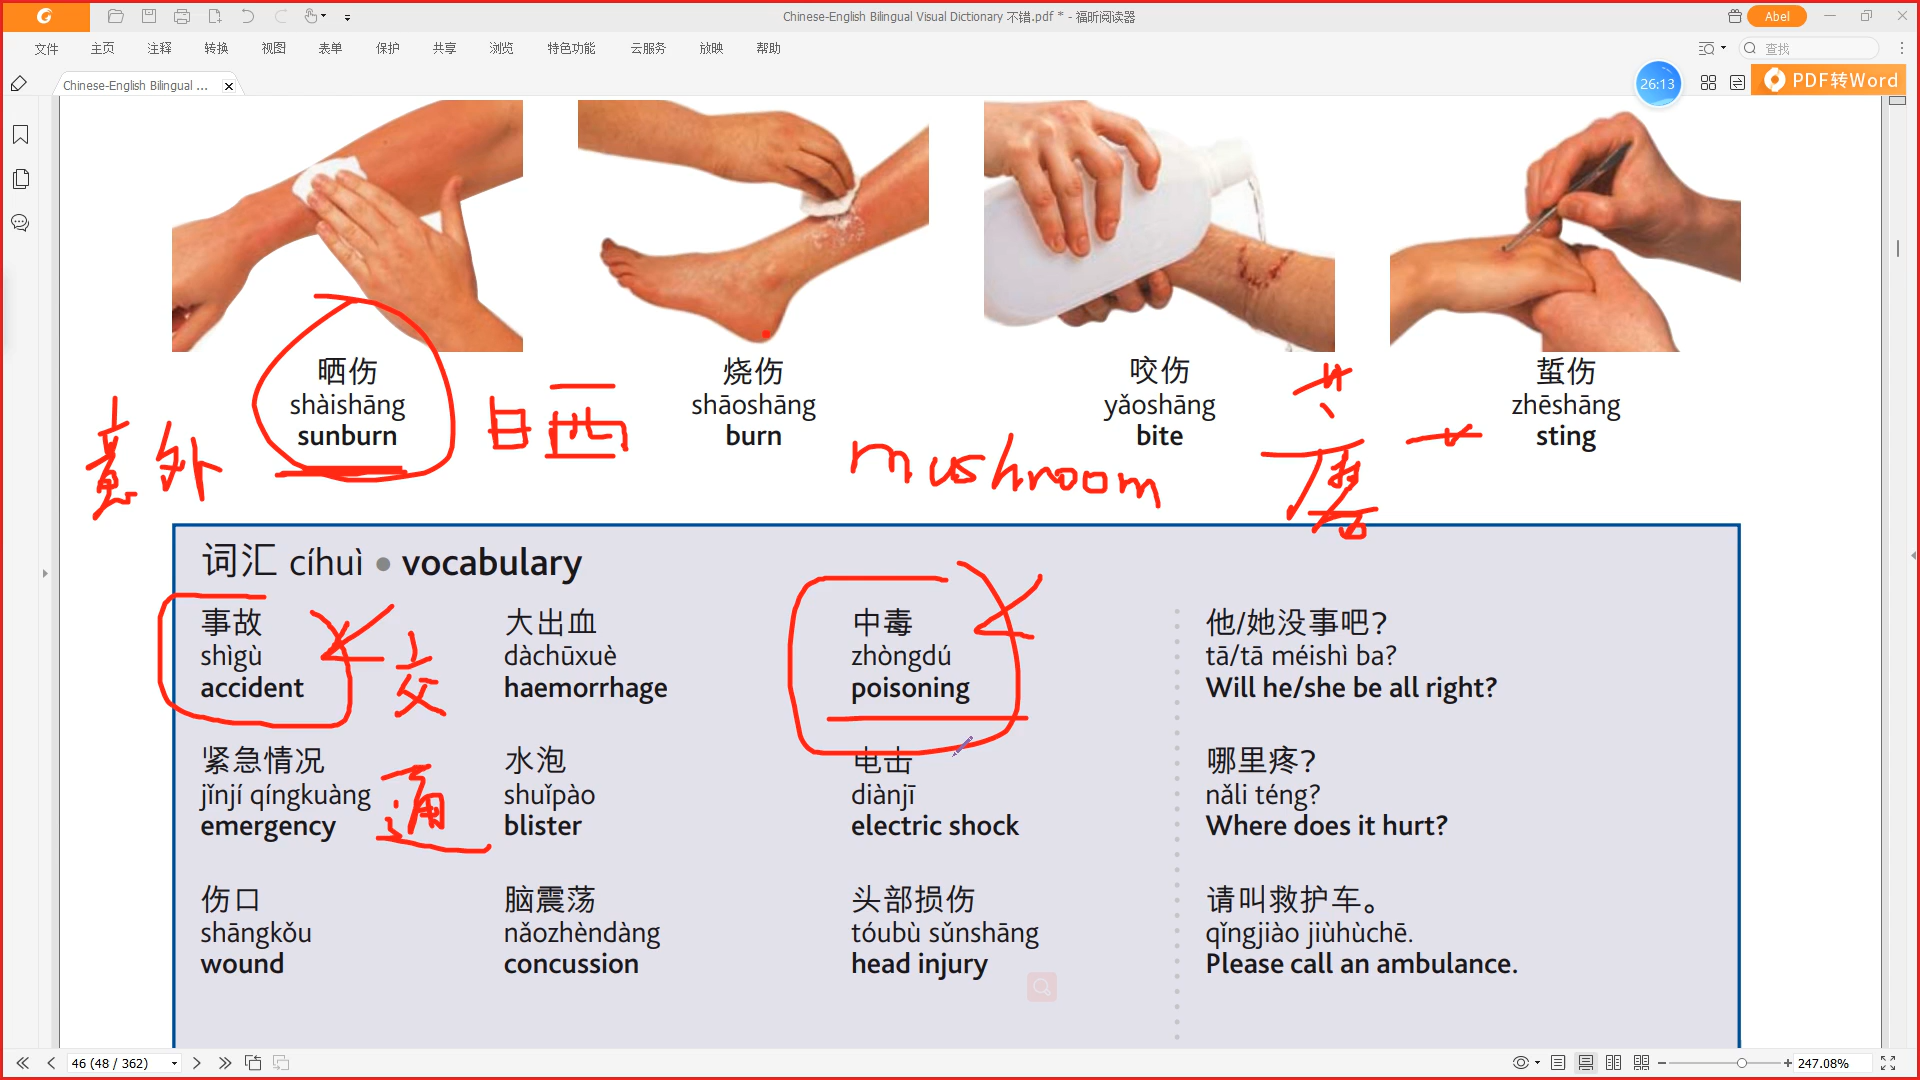 Chinese-English Bilingual Visual Dictionary 不错.pdf * - 福昕阅读器
Abel
文件 主页 注释 转换 视图 表单 保护 共享 浏览 特色功能 云服务 放映 帮助
查找
Chinese-English Bilingual ...
26:13
PDF转Word
晒伤
shàishāng
sunburn
烧伤
shāoshāng
burn
咬伤
yǎoshāng
bite
蜇伤
zhēshāng
sting
意外
日西
mushroom
词汇 cíhuì • vocabulary
事故
shìgù
accident
交
通
大出血
dàchūxuè
haemorrhage
中毒
zhòngdú
poisoning
他/她没事吧?
tā/tā méishì ba?
Will he/she be all right?
紧急情况
jǐnjí qíngkuàng
emergency
水泡
shuǐpào
blister
电击
diànjī
electric shock
哪里疼?
nǎli téng?
Where does it hurt?
伤口
shāngkǒu
wound
脑震荡
nǎozhèndàng
concussion
头部损伤
tóubù sǔnshāng
head injury
请叫救护车。
qǐngjiào jiùhùchē.
Please call an ambulance.
46 (48 / 362)
247.08%